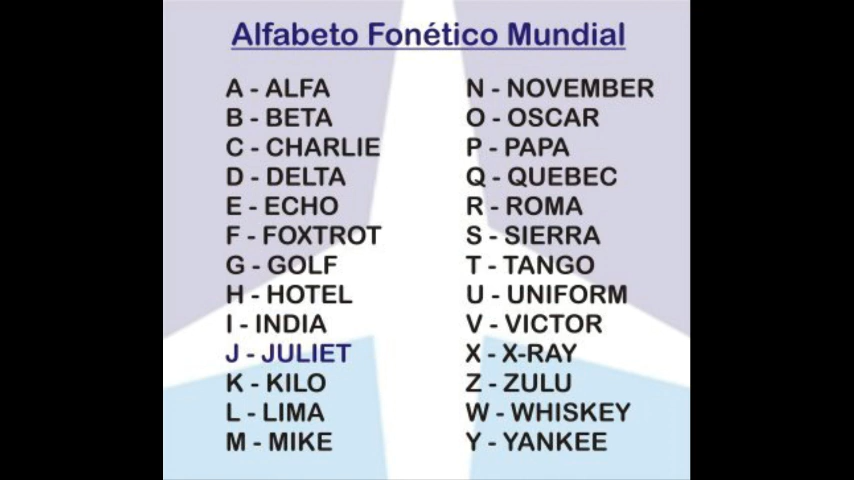 Alfabeto Fonético Mundial
A - ALFA
B - BETA
C - CHARLIE
D - DELTA
E - ECHO
F - FOXTROT
G - GOLF
H - HOTEL
I - INDIA
J - JULIET
K - KILO
L - LIMA
M - MIKE
N - NOVEMBER
O - OSCAR
P - PAPA
Q - QUEBEC
R - ROMA
S - SIERRA
T - TANGO
U - UNIFORM
V - VICTOR
X - X-RAY
Z - ZULU
W - WHISKEY
Y - YANKEE